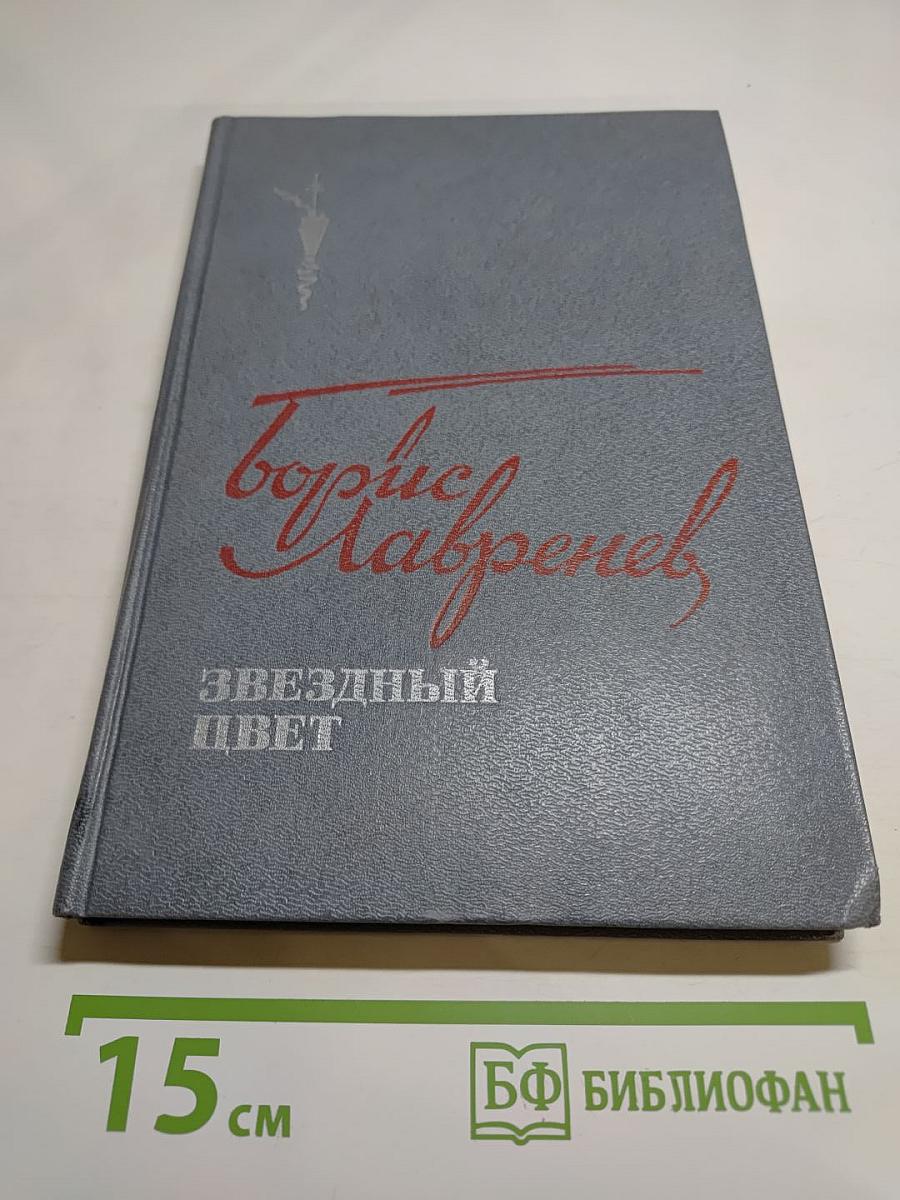 Борис
Лавренев
ЗВЕЗДНЫЙ
ЦВЕТ
15 см
БФ БИБЛИОФАН